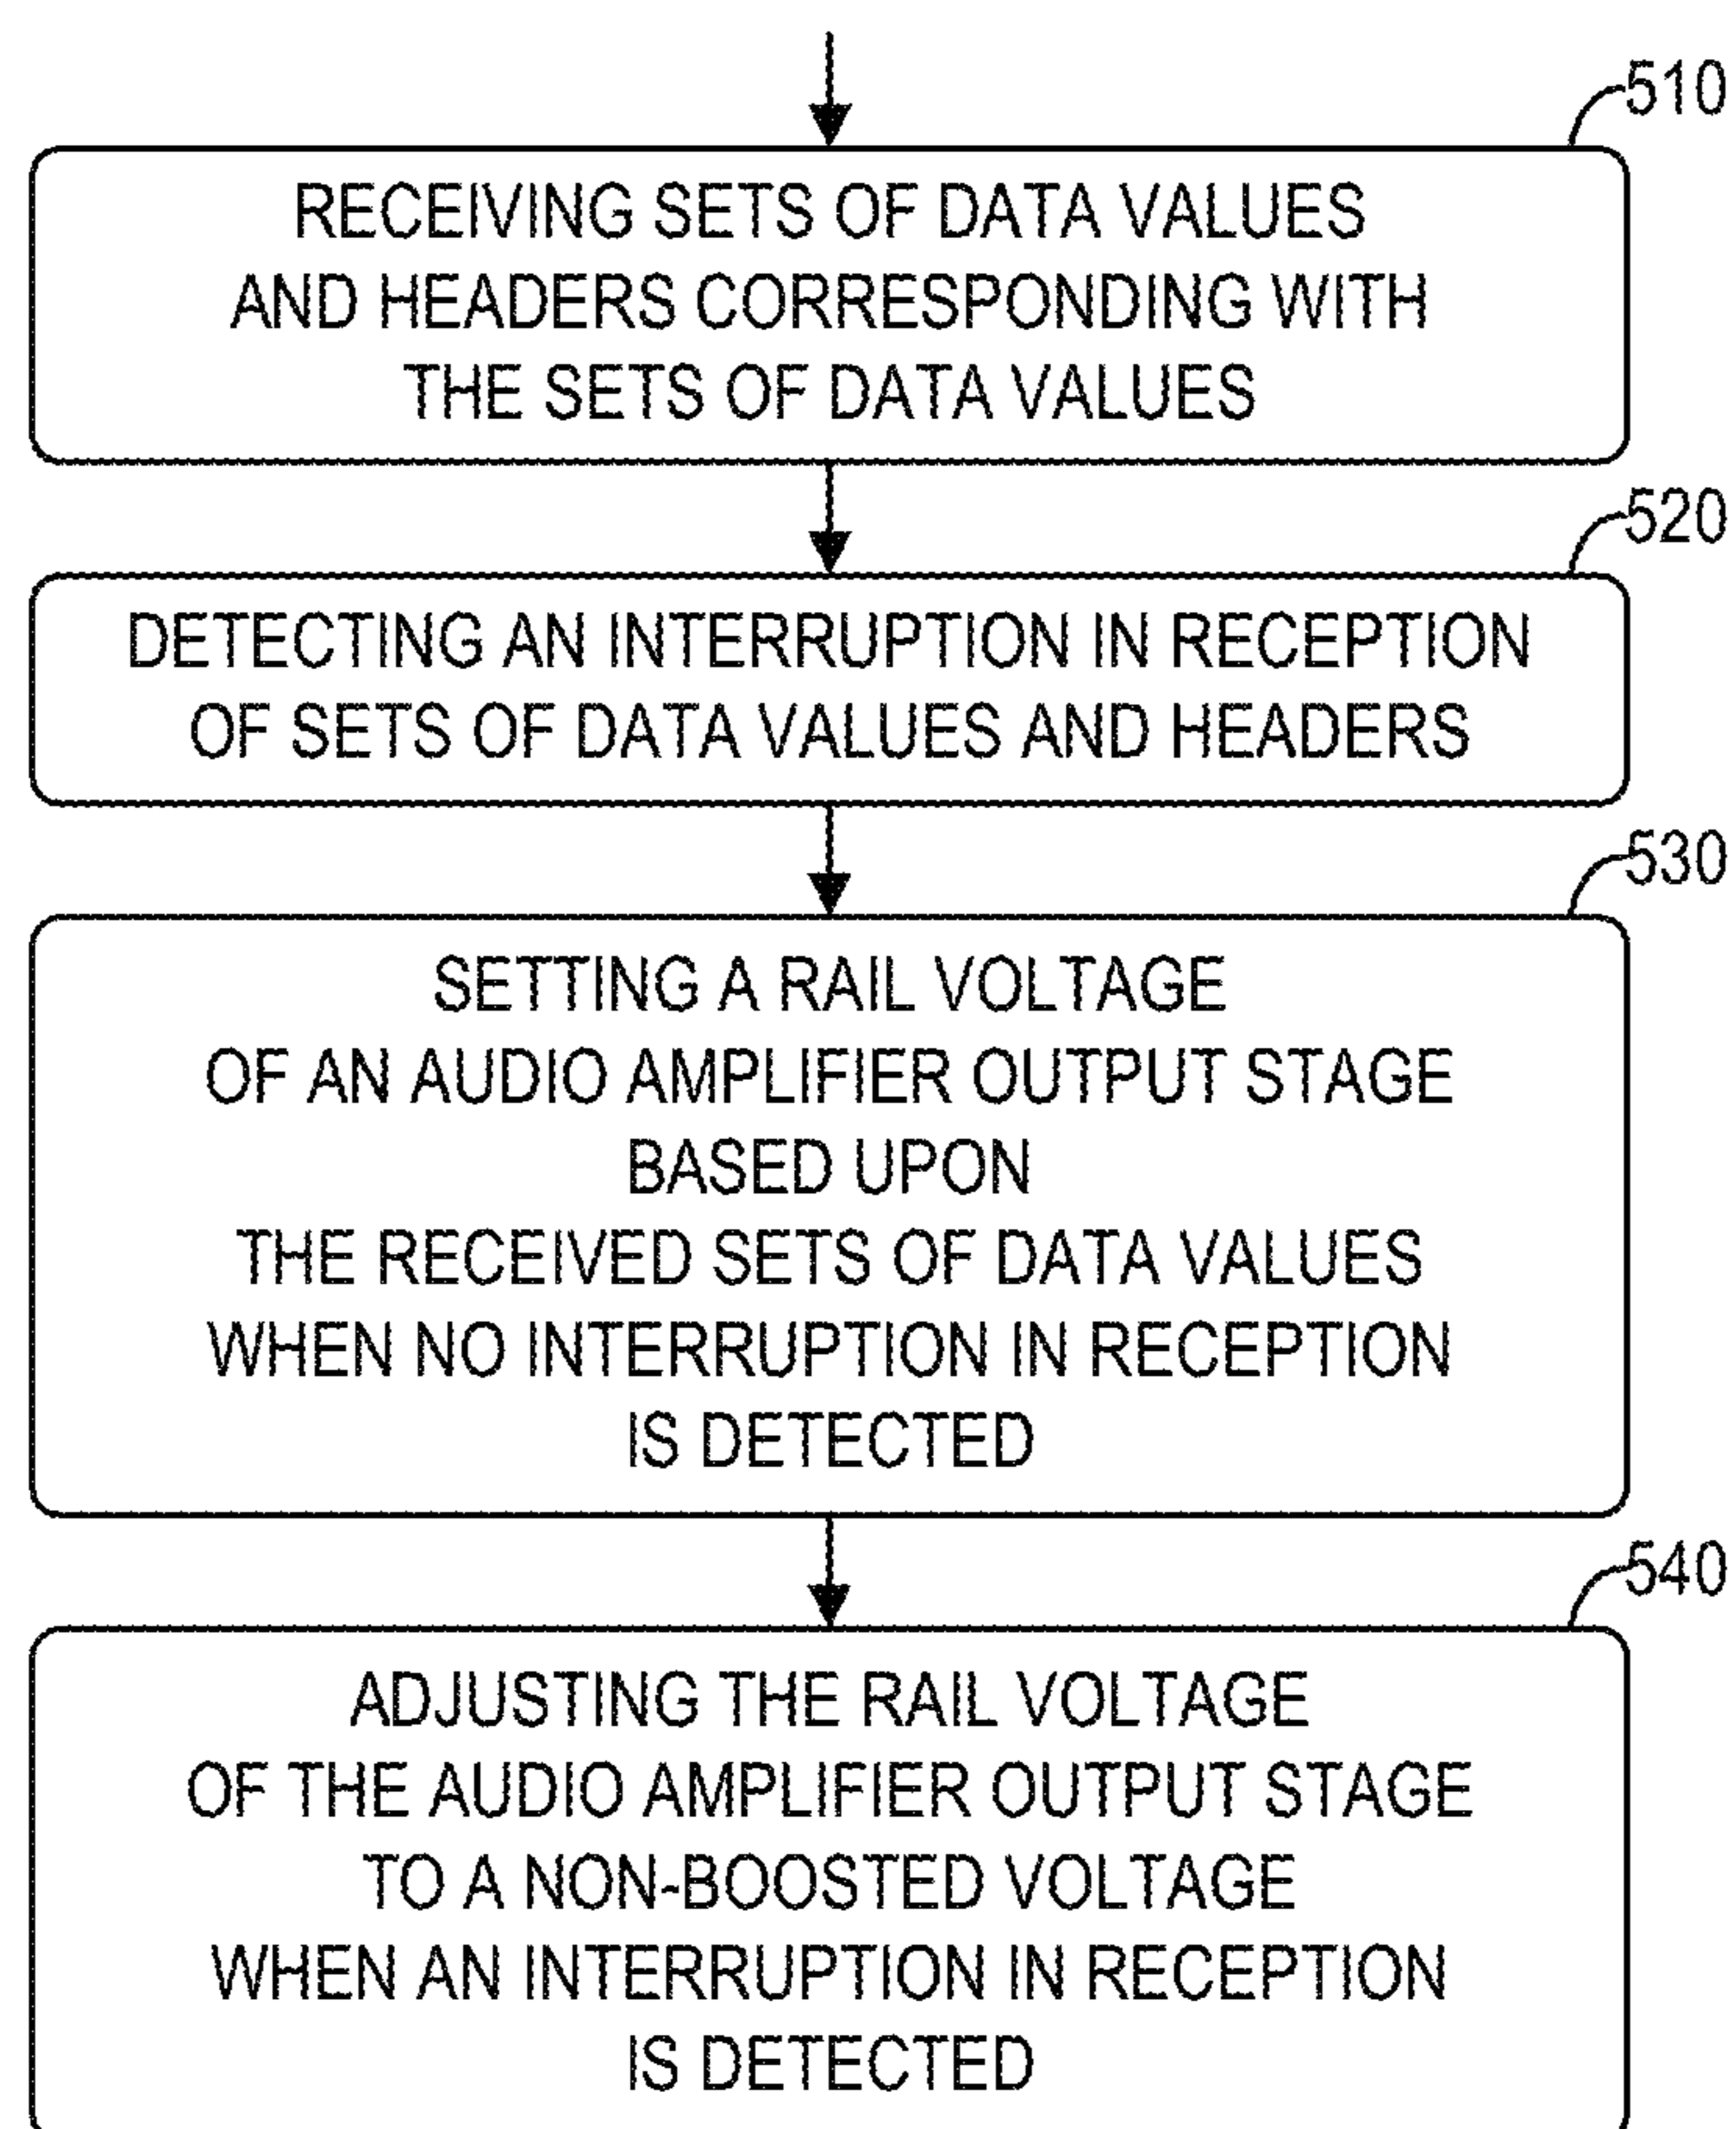 510
RECEIVING SETS OF DATA VALUES
AND HEADERS CORRESPONDING WITH
THE SETS OF DATA VALUES
520
DETECTING AN INTERRUPTION IN RECEPTION
OF SETS OF DATA VALUES AND HEADERS
530
SETTING A RAIL VOLTAGE
OF AN AUDIO AMPLIFIER OUTPUT STAGE
BASED UPON
THE RECEIVED SETS OF DATA VALUES
WHEN NO INTERRUPTION IN RECEPTION
IS DETECTED
540
ADJUSTING THE RAIL VOLTAGE
OF THE AUDIO AMPLIFIER OUTPUT STAGE
TO A NON-BOOSTED VOLTAGE
WHEN AN INTERRUPTION IN RECEPTION
IS DETECTED